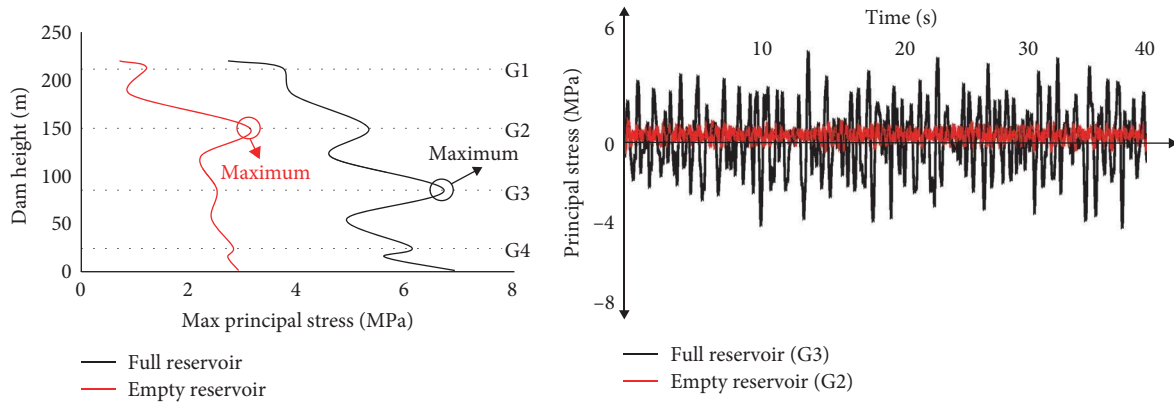 Dam height (m)
250
200
150
100
50
0
0
2
4
6
8
Max principal stress (MPa)
G1
G2
G3
G4
Maximum
Maximum
Full reservoir
Empty reservoir
Time (s)
10
20
30
40
Principal stress (MPa)
6
0
–4
–8
Full reservoir (G3)
Empty reservoir (G2)